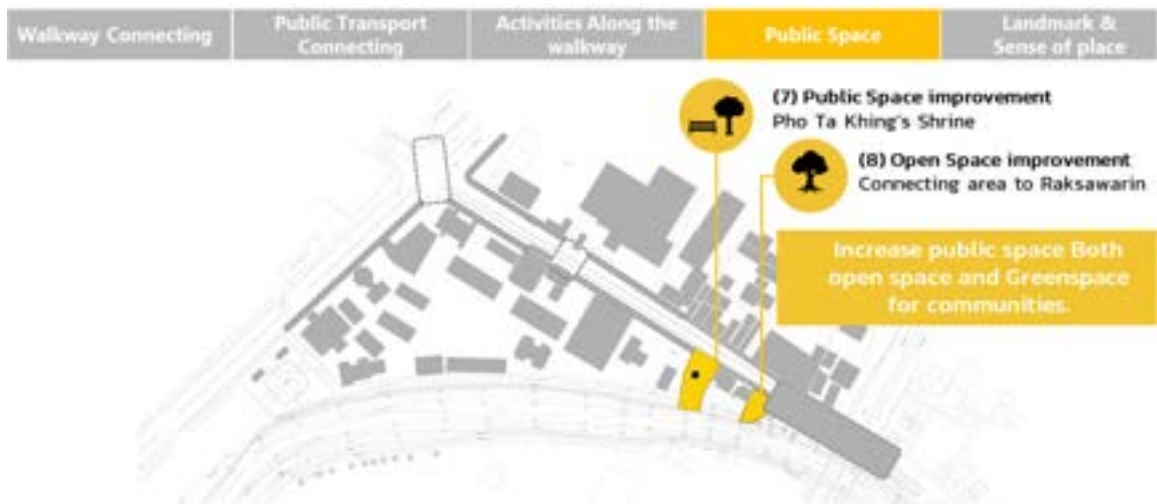 Walkway Connecting
Public Transport
Connecting
Activities Along the
walkway
Public Space
Landmark &
Sense of place
(7) Public Space improvement
Pho Ta Khing's Shrine
(8) Open Space improvement
Connecting area to Raksawarin
Increase public space Both
open space and Greenspace
for communities.